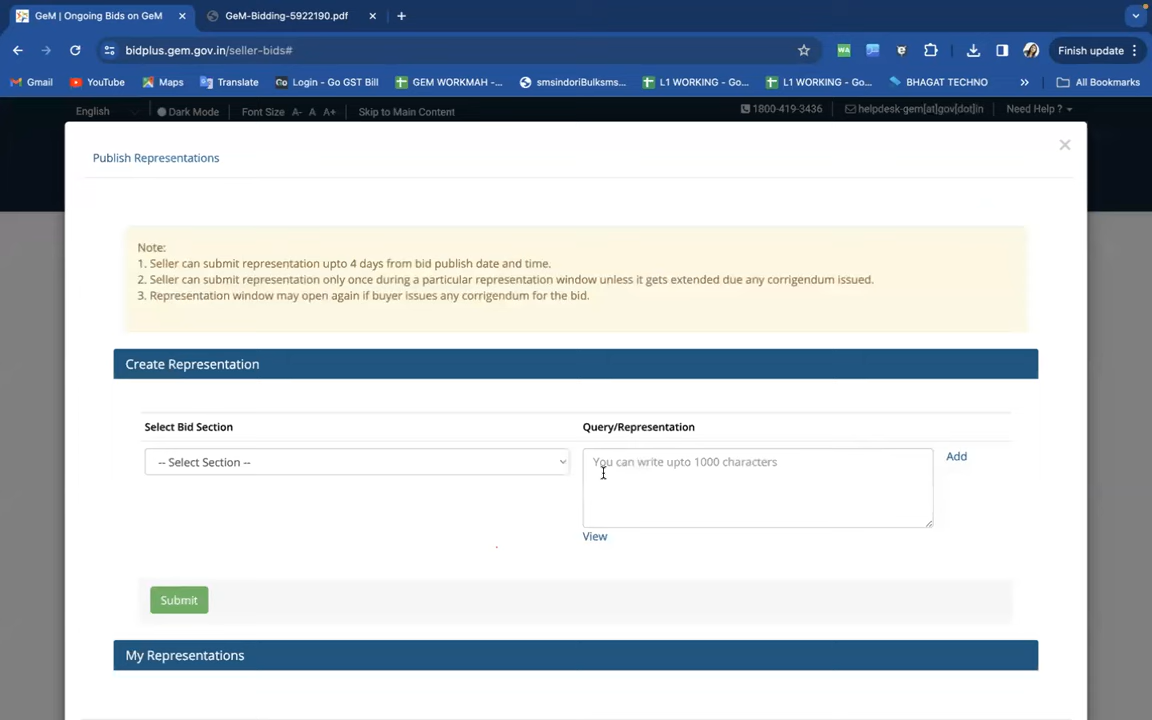 GeM | Ongoing Bids on GeM
GeM-Bidding-5922190.pdf
bidplus.gem.gov.in/seller-bids#
Finish update
Gmail
YouTube
Maps
Translate
Login - Go GST Bill
GEM WORKMAH -...
smsindoriBulksms...
L1 WORKING - Go...
L1 WORKING - Go...
BHAGAT TECHNO
All Bookmarks
English
Dark Mode
Font Size A- A A+
Skip to Main Content
1800-419-3436
helpdesk-gem[at]gov[dot]in
Need Help ?
Publish Representations
Note:
1. Seller can submit representation upto 4 days from bid publish date and time.
2. Seller can submit representation only once during a particular representation window unless it gets extended due any corrigendum issued.
3. Representation window may open again if buyer issues any corrigendum for the bid.
Create Representation
Select Bid Section
Query/Representation
-- Select Section --
You can write upto 1000 characters
Add
View
Submit
My Representations